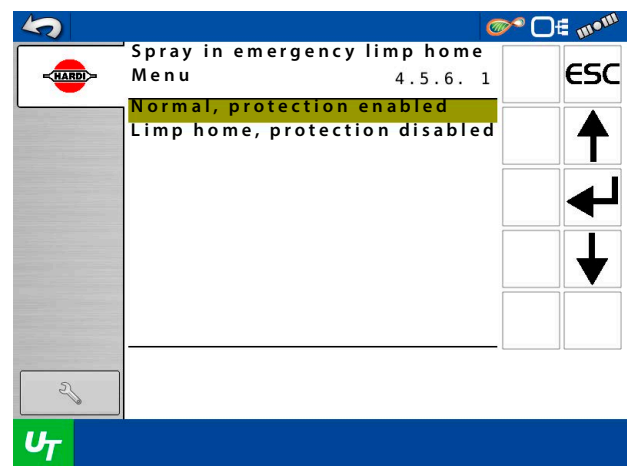 Spray in emergency limp home
Menu 4.5.6. 1
ESC
HARDI
Normal, protection enabled
Limp home, protection disabled
UT